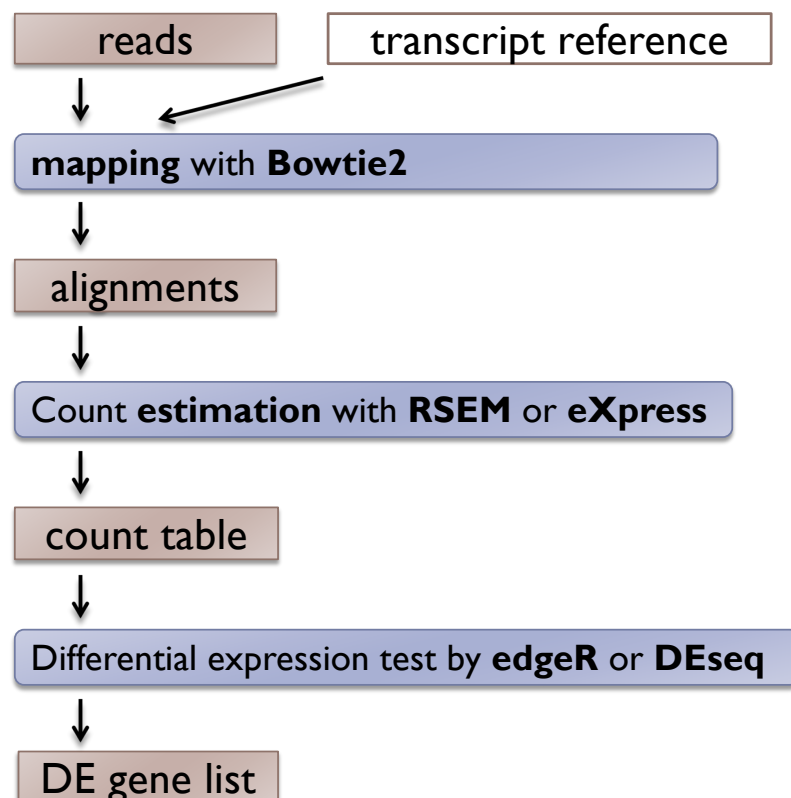 reads
transcript reference
mapping with Bowtie2
alignments
Count estimation with RSEM or eXpress
count table
Differential expression test by edgeR or DEseq
DE gene list